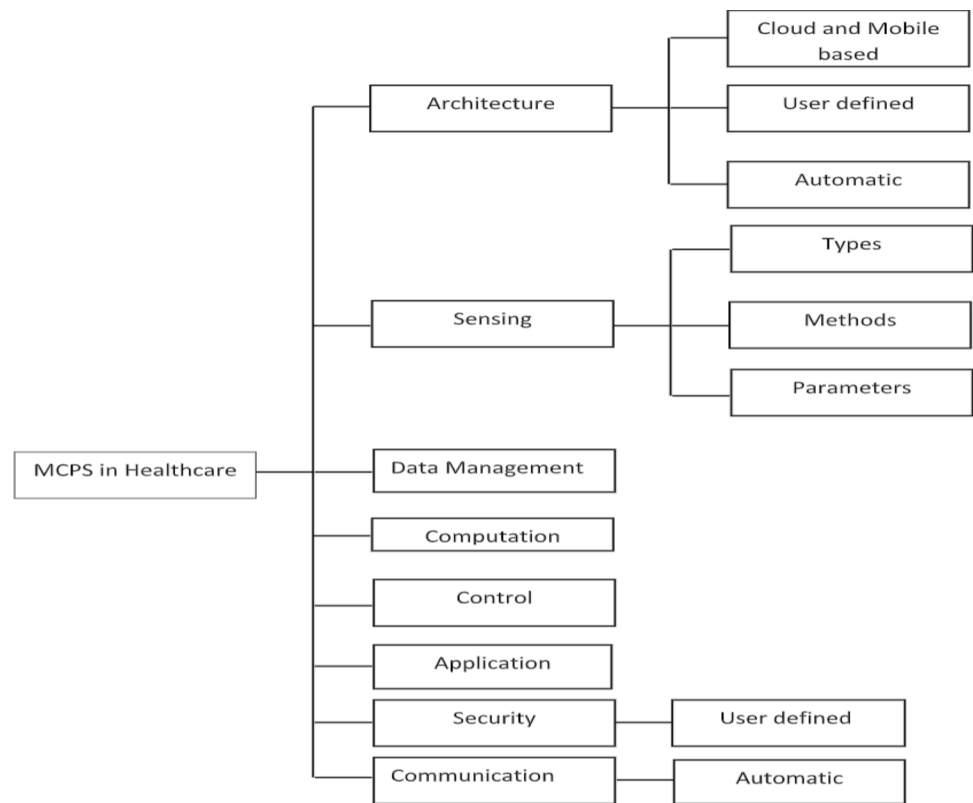 Cloud and Mobile
based
Architecture
User defined
Automatic
Types
Sensing
Methods
Parameters
MCPS in Healthcare
Data Management
Computation
Control
Application
Security
User defined
Communication
Automatic